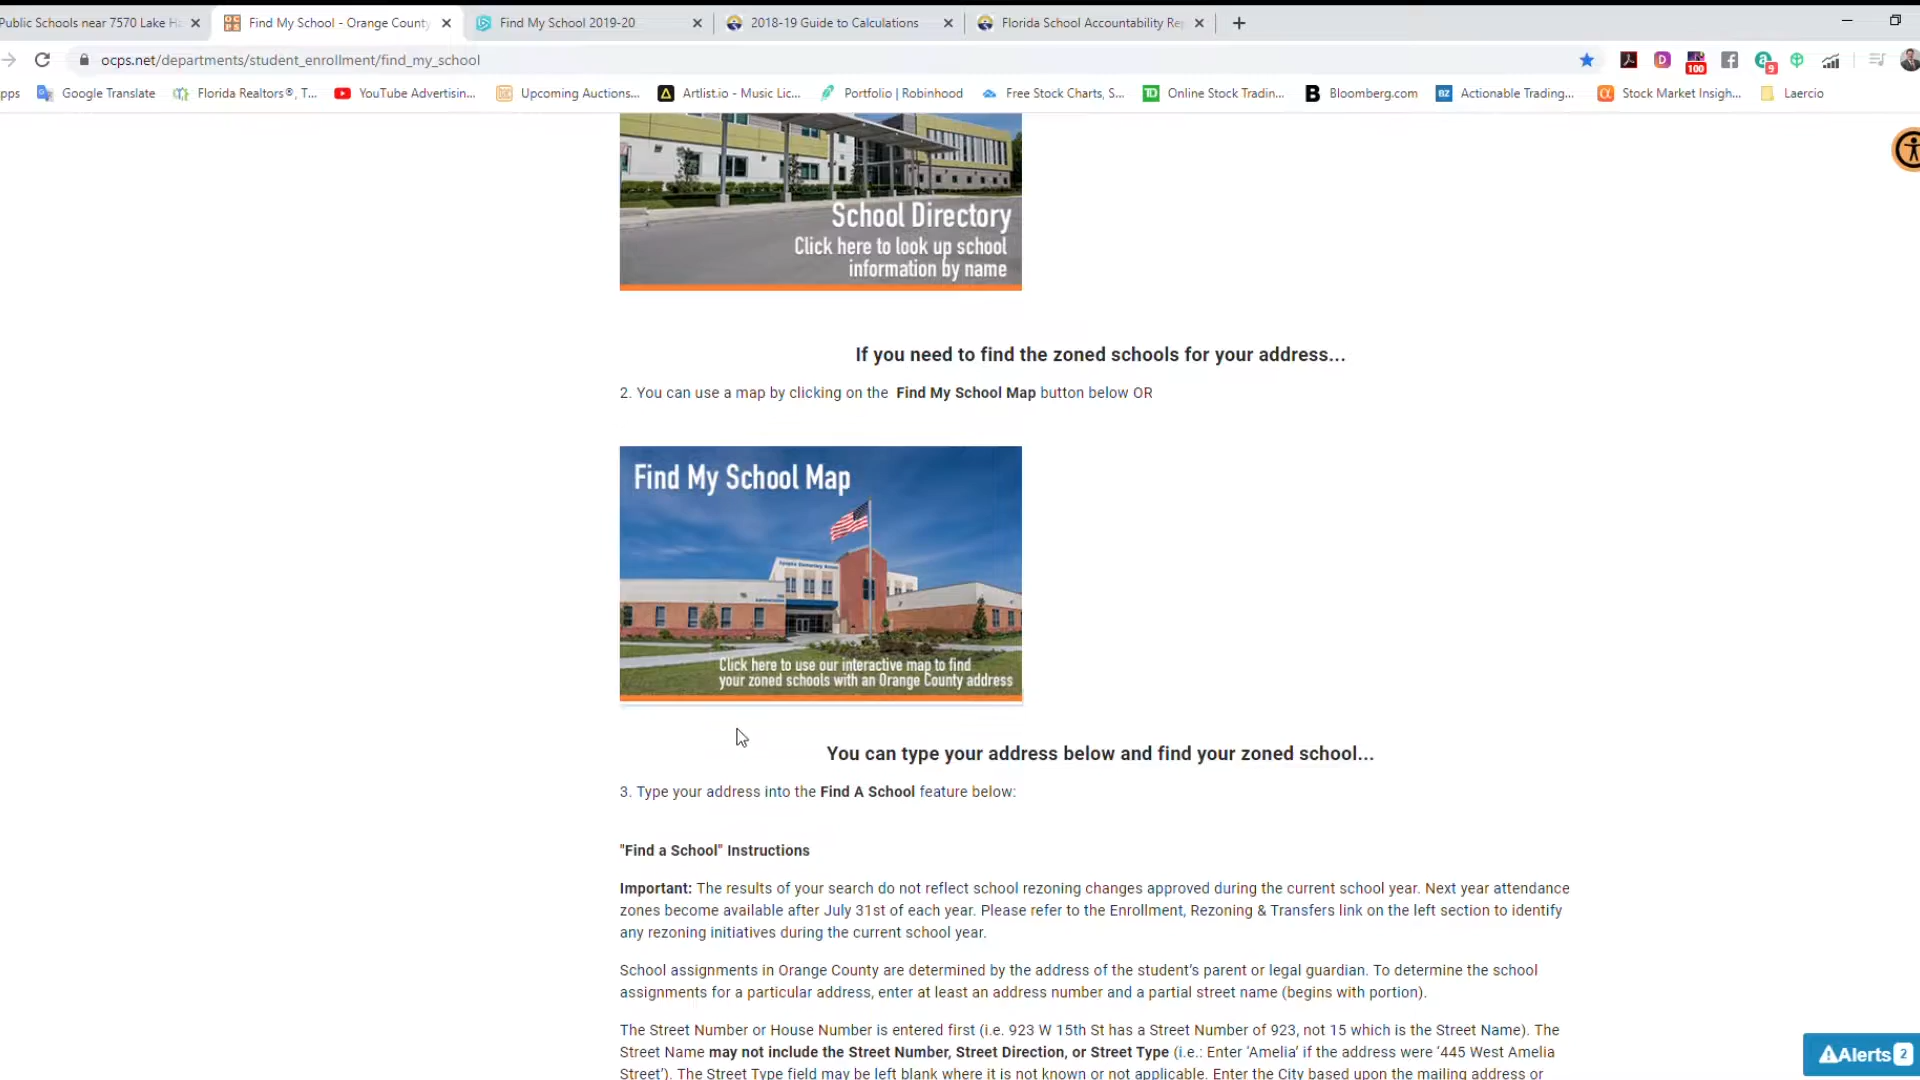 Public Schools near 7570 Lake Ha
Find My School - Orange County
Find My School 2019-20
2018-19 Guide to Calculations
Florida School Accountability Re
ocps.net/departments/student_enrollment/find_my_school
100
9
pps
Google Translate
Florida Realtors®, T...
YouTube Advertisin...
Upcoming Auctions...
Artlist.io - Music Lic...
Portfolio | Robinhood
Free Stock Charts, S...
Online Stock Tradin...
Bloomberg.com
Actionable Trading...
Stock Market Insigh...
Laercio
School Directory
Click here to look up school
information by name
If you need to find the zoned schools for your address...
2. You can use a map by clicking on the Find My School Map button below OR
Find My School Map
Click here to use our interactive map to find
your zoned schools with an Orange County address
You can type your address below and find your zoned school...
3. Type your address into the Find A School feature below:
"Find a School" Instructions
Important: The results of your search do not reflect school rezoning changes approved during the current school year. Next year attendance
zones become available after July 31st of each year. Please refer to the Enrollment, Rezoning & Transfers link on the left section to identify
any rezoning initiatives during the current school year.
School assignments in Orange County are determined by the address of the student's parent or legal guardian. To determine the school
assignments for a particular address, enter at least an address number and a partial street name (begins with portion).
The Street Number or House Number is entered first (i.e. 923 W 15th St has a Street Number of 923, not 15 which is the Street Name). The
Street Name may not include the Street Number, Street Direction, or Street Type (i.e.: Enter 'Amelia' if the address were '445 West Amelia
Street'). The Street Type field may be left blank where it is not known or not applicable. Enter the City based upon the mailing address or
Alerts 2